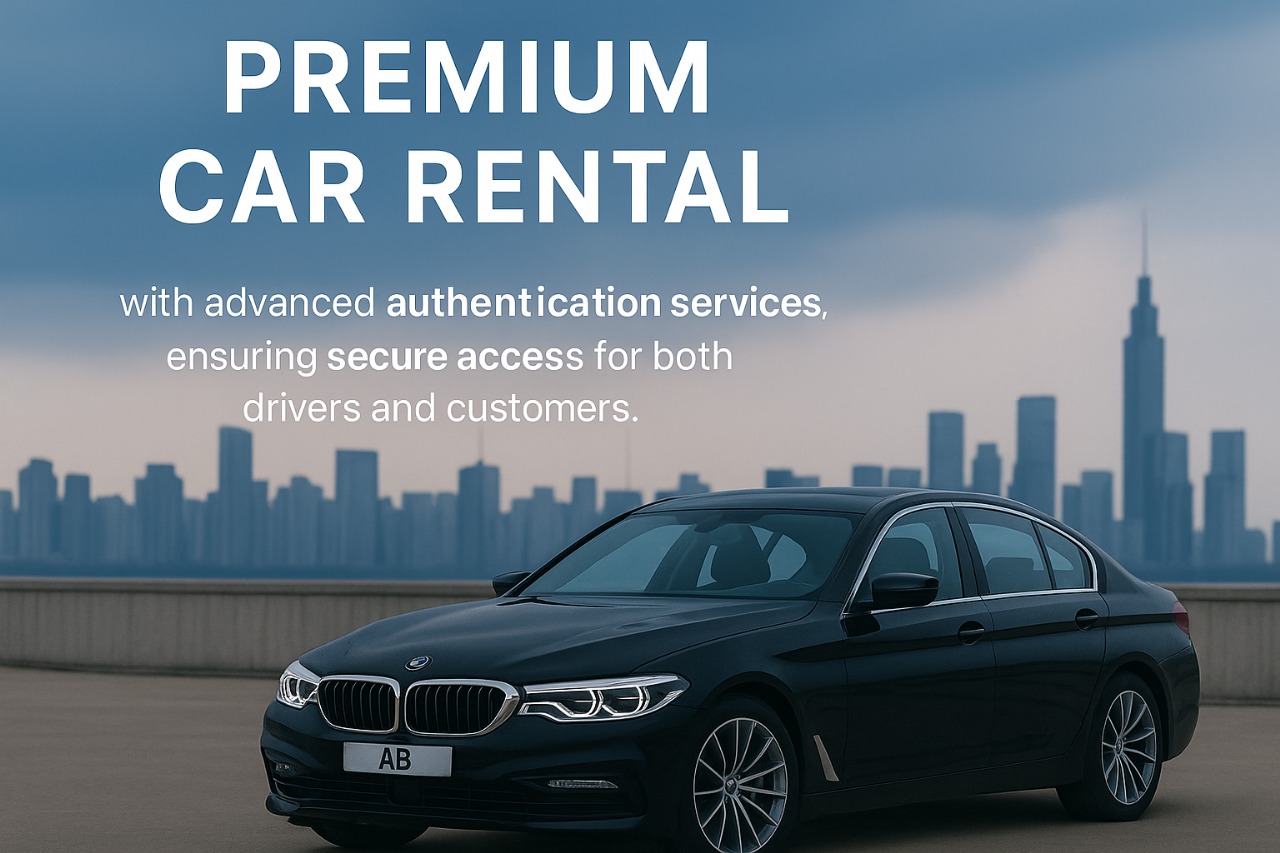 PREMIUM
CAR RENTAL
with advanced authentication services,
ensuring secure access for both
drivers and customers.
AB